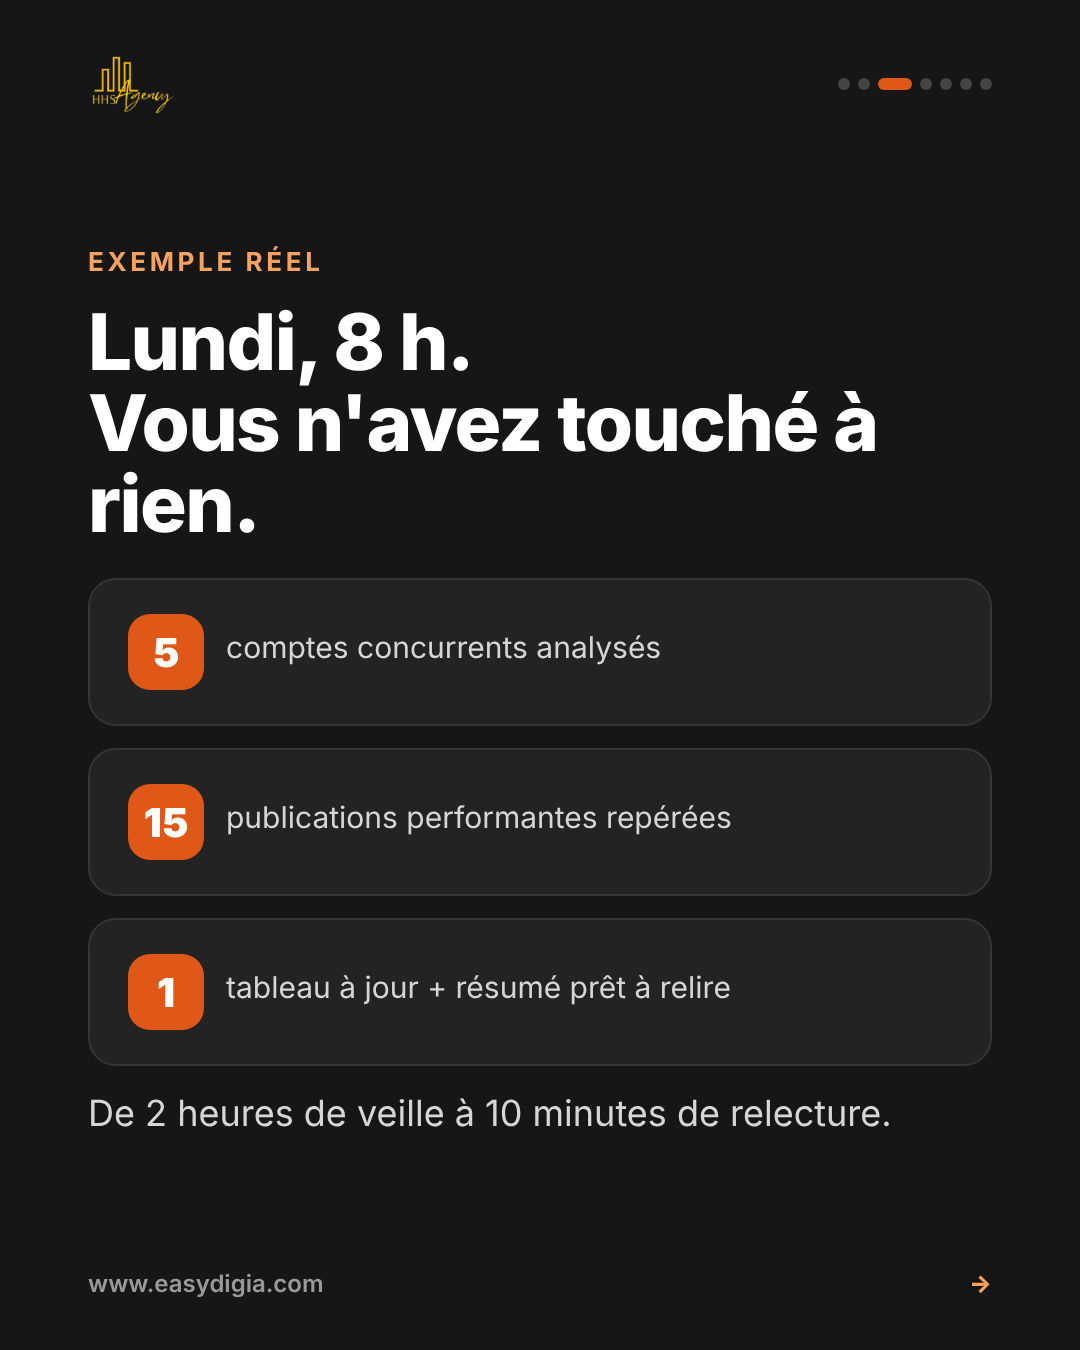 HHS Agency
EXEMPLE RÉEL
Lundi, 8 h.
Vous n'avez touché à
rien.
5 comptes concurrents analysés
15 publications performantes repérées
1 tableau à jour + résumé prêt à relire
De 2 heures de veille à 10 minutes de relecture.
www.easydigia.com →